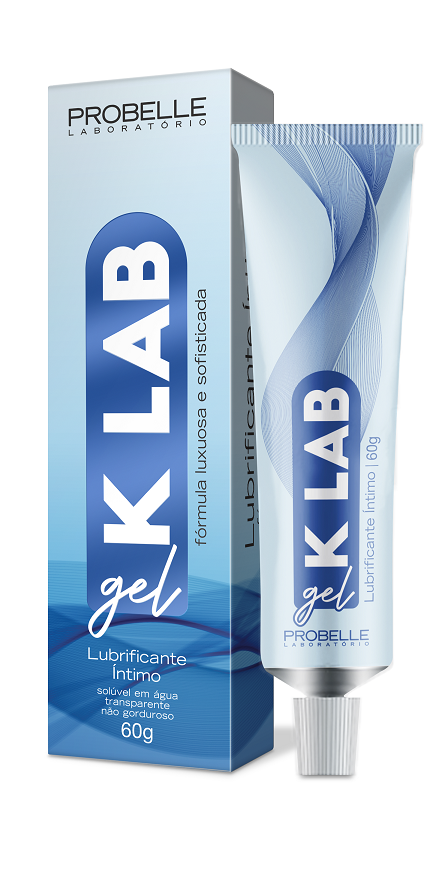 PROBELLE
LABORATÓRIO
K LAB
gel
fórmula luxuosa e sofisticada
Lubrificante
Íntimo
solúvel em água
transparente
não gorduroso
60g
Lubrificante
K LAB
gel
Lubrificante Íntimo | 60g
PROBELLE
LABORATÓRIO